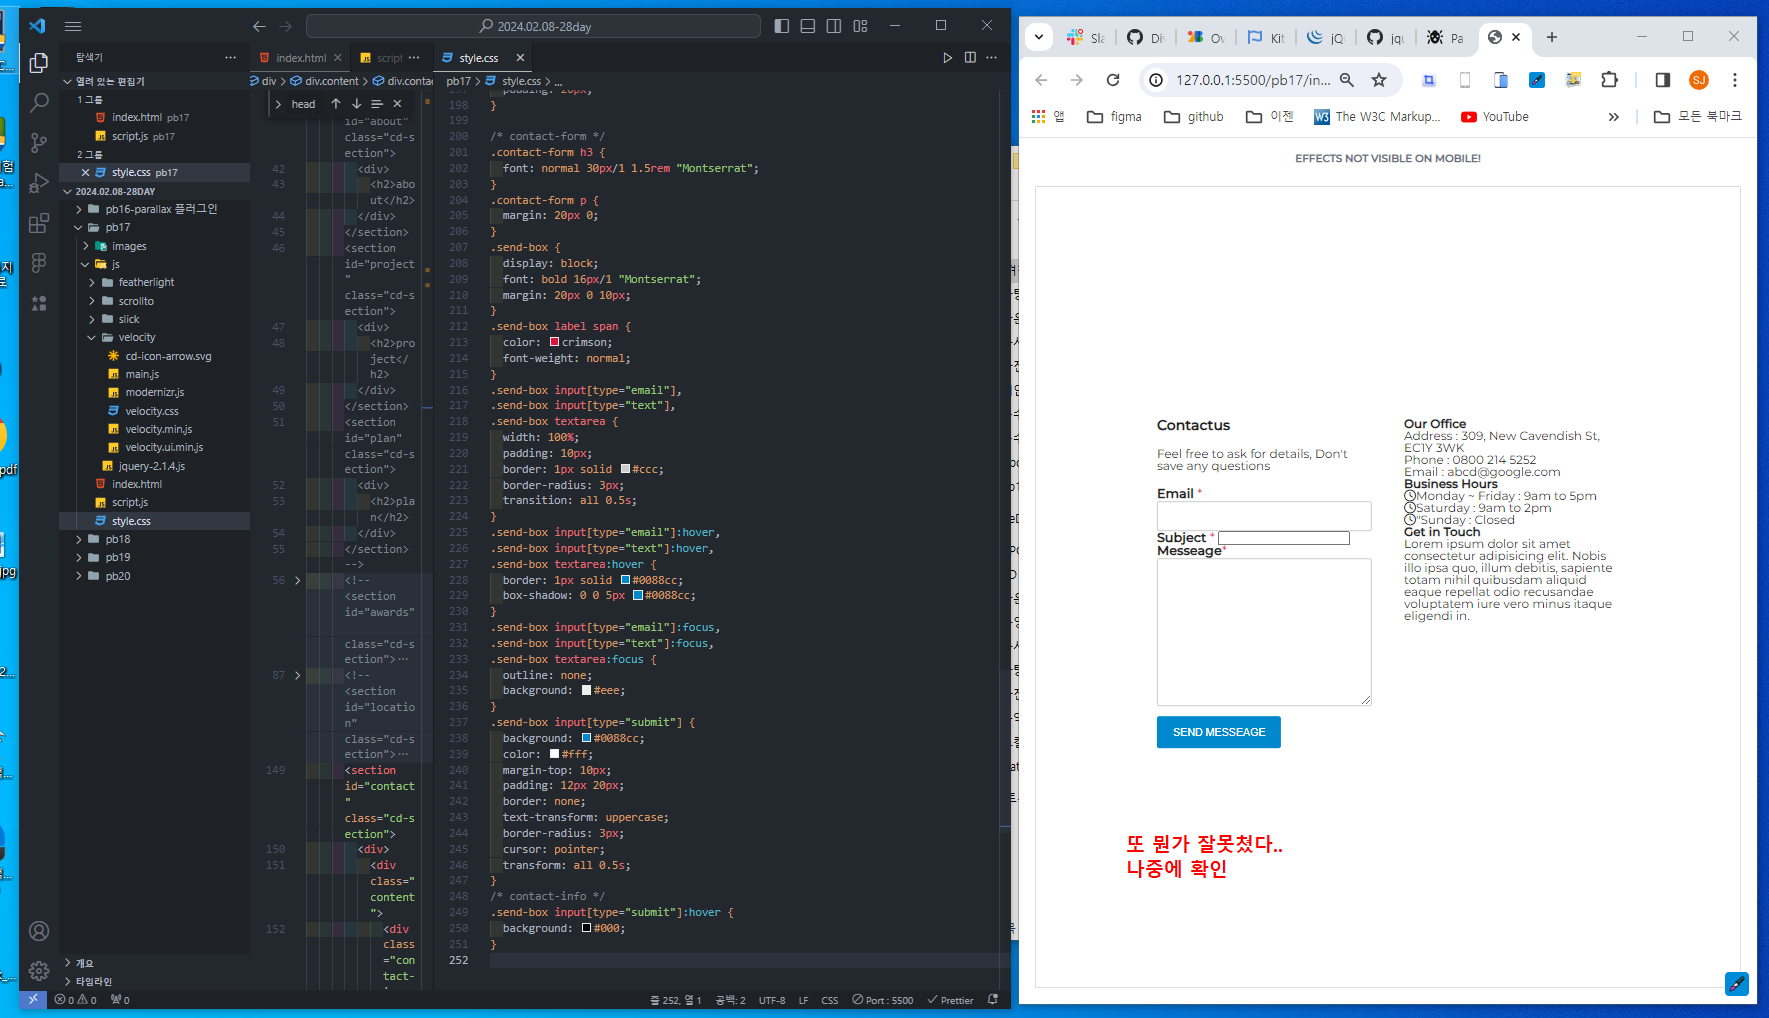 2024.02.08-28day
탐색기
index.html
script
style.css
열려 있는 편집기
1 그룹
index.html pb17
script.js pb17
2 그룹
style.css pb17
2024.02.08-28DAY
pb16-parallax 플러그인
pb17
images
js
featherlight
scrollto
slick
velocity
cd-icon-arrow.svg
main.js
modernizr.js
velocity.css
velocity.min.js
velocity.ui.min.js
jquery-2.1.4.js
index.html
script.js
style.css
pb18
pb19
pb20
개요
타임라인
div > div.content > div.conta
head
id="about"
class="cd-s
ection">
42 <div>
43 <h2>abo
ut</h2>
44 </div>
45 </section>
46 <section
id="project
"
class="cd-s
ection">
47 <div>
48 <h2>pro
ject</
h2>
49 </div>
50 </section>
51 <section
id="plan"
class="cd-s
ection">
52 <div>
53 <h2>pla
n</h2>
54 </div>
55 </section>
-->
56 <!--
<section
id="awards"
class="cd-s
ection">...
87 <!--
<section
id="locatio
n"
class="cd-s
ection">...
149 <section
id="contact
"
class="cd-s
ection">
150 <div>
151 <div
class="
content
">
152 <div
class
="con
tact-
pb17 > style.css > ...
197 padding: 20px;
198 }
199
200 /* contact-form */
201 .contact-form h3 {
202 font: normal 30px/1 1.5rem "Montserrat";
203 }
204 .contact-form p {
205 margin: 20px 0;
206 }
207 .send-box {
208 display: block;
209 font: bold 16px/1 "Montserrat";
210 margin: 20px 0 10px;
211 }
212 .send-box label span {
213 color: crimson;
214 font-weight: normal;
215 }
216 .send-box input[type="email"],
217 .send-box input[type="text"],
218 .send-box textarea {
219 width: 100%;
220 padding: 10px;
221 border: 1px solid #ccc;
222 border-radius: 3px;
223 transition: all 0.5s;
224 }
225 .send-box input[type="email"]:hover,
226 .send-box input[type="text"]:hover,
227 .send-box textarea:hover {
228 border: 1px solid #0088cc;
229 box-shadow: 0 0 5px #0088cc;
230 }
231 .send-box input[type="email"]:focus,
232 .send-box input[type="text"]:focus,
233 .send-box textarea:focus {
234 outline: none;
235 background: #eee;
236 }
237 .send-box input[type="submit"] {
238 background: #0088cc;
239 color: #fff;
240 margin-top: 10px;
241 padding: 12px 20px;
242 border: none;
243 text-transform: uppercase;
244 border-radius: 3px;
245 cursor: pointer;
246 transform: all 0.5s;
247 }
248 /* contact-info */
249 .send-box input[type="submit"]:hover {
250 background: #000;
251 }
252
0 0 0
줄 252, 열 1 공백: 2 UTF-8 LF CSS Port : 5500 Prettier
Sla Di Ov Kit jQ jqu Pa
127.0.0.1:5500/pb17/in...
SJ
앱 figma github 이젠 The W3C Markup... YouTube » 모든 북마크
EFFECTS NOT VISIBLE ON MOBILE!
Contactus
Feel free to ask for details, Don't
save any questions
Email *
Subject *
Messeage*
SEND MESSEAGE
Our Office
Address : 309, New Cavendish St,
EC1Y 3WK
Phone : 0800 214 5252
Email : abcd@google.com
Business Hours
Monday ~ Friday : 9am to 5pm
Saturday : 9am to 2pm
"Sunday : Closed
Get in Touch
Lorem ipsum dolor sit amet
consectetur adipisicing elit. Nobis
illo ipsa quo, illum debitis, sapiente
totam nihil quibusdam aliquid
eaque repellat odio recusandae
voluptatem iure vero minus itaque
eligendi in.
또 뭔가 잘못쳤다..
나중에 확인